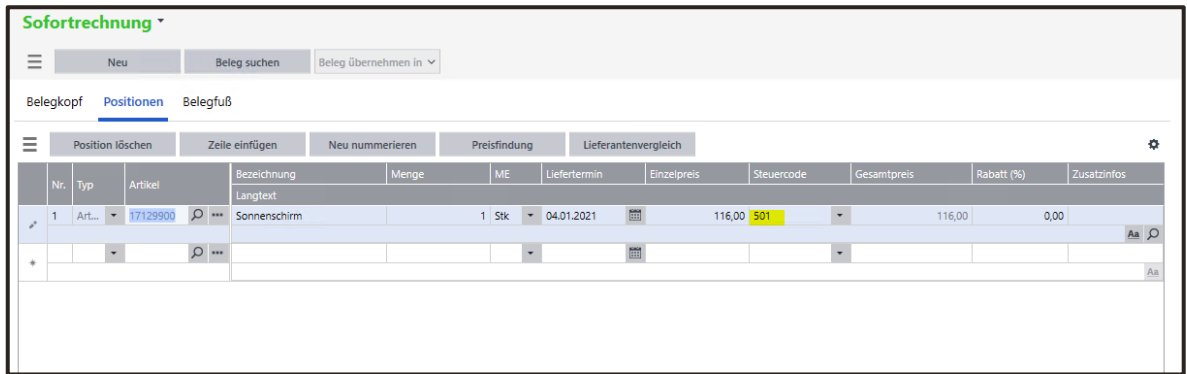 Sofortrechnung
Neu Beleg suchen Beleg übernehmen in
Belegkopf Positionen Belegfuß
Position löschen Zeile einfügen Neu nummerieren Preisfindung Lieferantenvergleich
Nr. Typ Artikel Bezeichnung Menge ME Liefertermin Einzelpreis Steuercode Gesamtpreis Rabatt (%) Zusatzinfos
Langtext
1 Art... 17129900 Sonnenschirm 1 Stk 04.01.2021 116,00 501 116,00 0,00
Aa
Aa